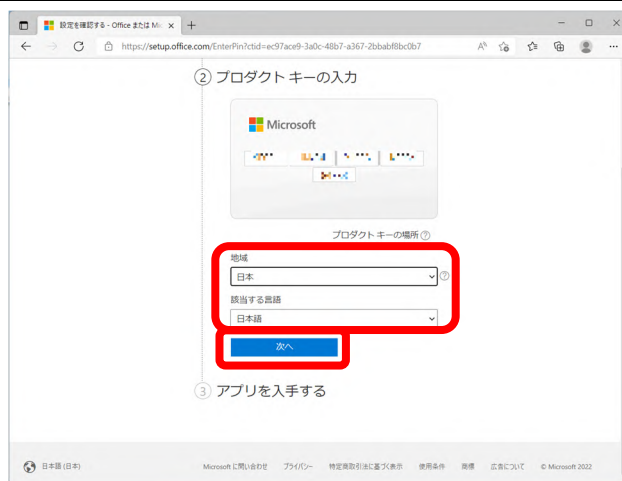 設定を確認する - Office または Mi
https://setup.office.com/EnterPin?ctid=ec97ace9-3a0c-48b7-a367-2bbabf8bc0b7
2 プロダクト キーの入力
Microsoft
プロダクト キーの場所 ?
地域
日本
?
該当する言語
日本語
次へ
3 アプリを入手する
日本語 (日本)
Microsoft に問い合わせ プライバシー 特定商取引法に基づく表示 使用条件 商標 広告について © Microsoft 2022